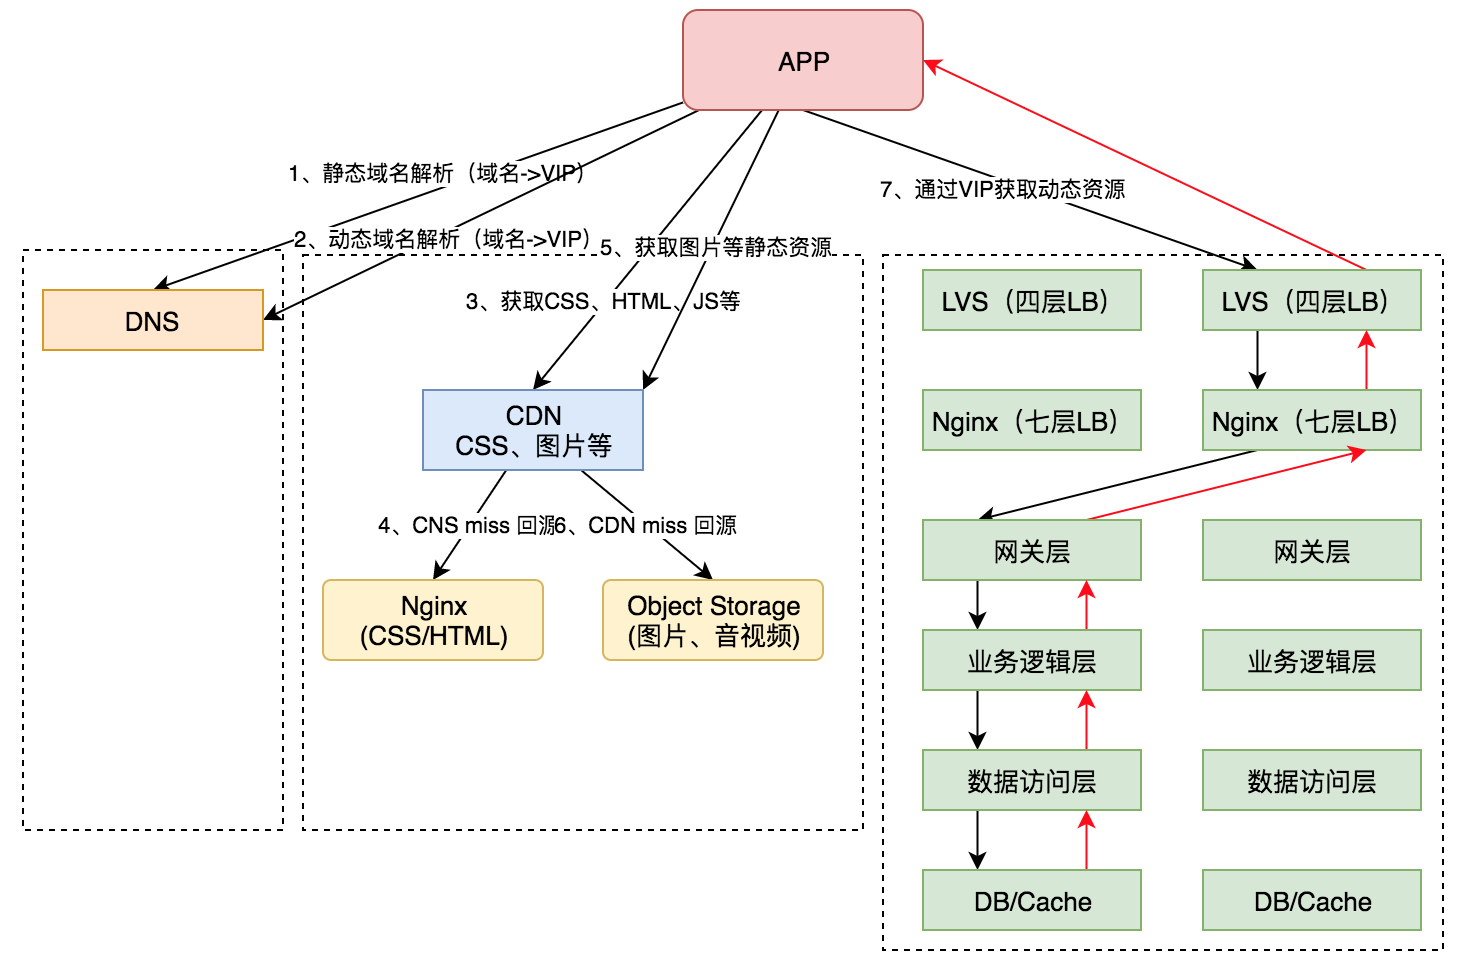 APP
1、静态域名解析（域名->VIP）
7、通过VIP获取动态资源
2、动态域名解析（域名->VIP）
5、获取图片等静态资源
3、获取CSS、HTML、JS等
DNS
CDN
CSS、图片等
4、CNS miss 回源
6、CDN miss 回源
Nginx
(CSS/HTML)
Object Storage
(图片、音视频)
LVS（四层LB）
LVS（四层LB）
Nginx（七层LB）
Nginx（七层LB）
网关层
网关层
业务逻辑层
业务逻辑层
数据访问层
数据访问层
DB/Cache
DB/Cache